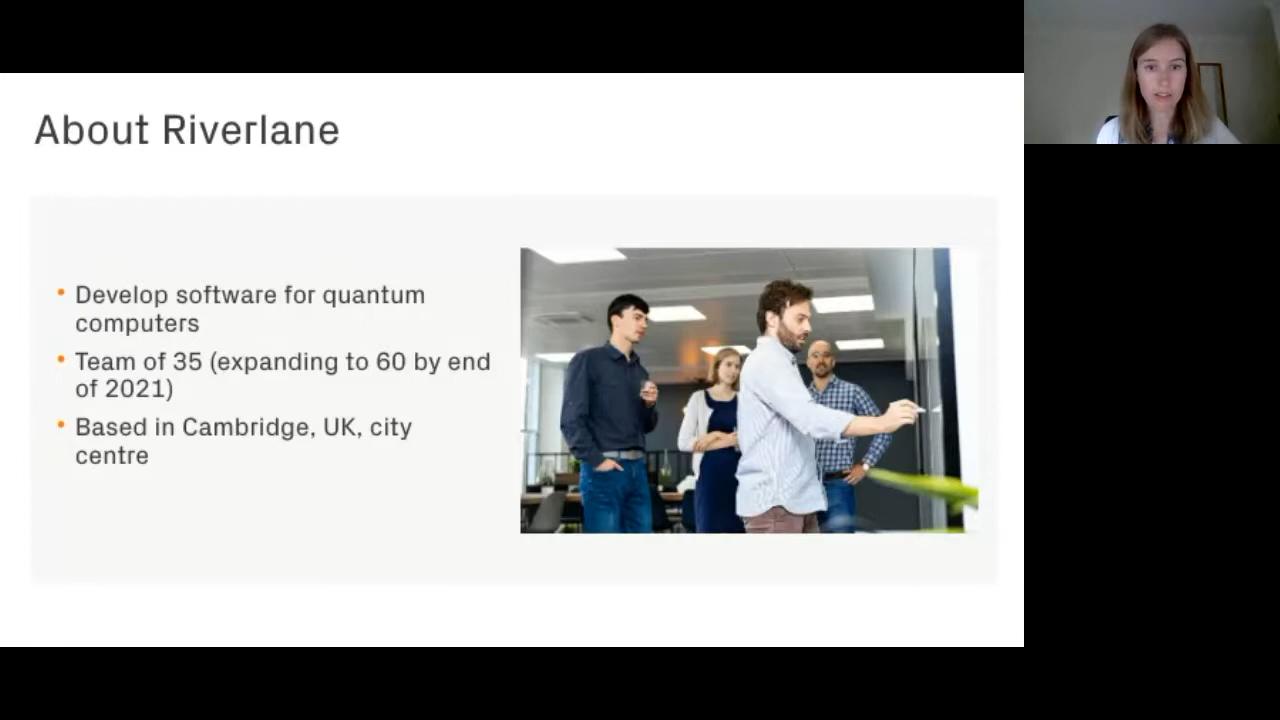 About Riverlane
• Develop software for quantum
computers
• Team of 35 (expanding to 60 by end
of 2021)
• Based in Cambridge, UK, city
centre